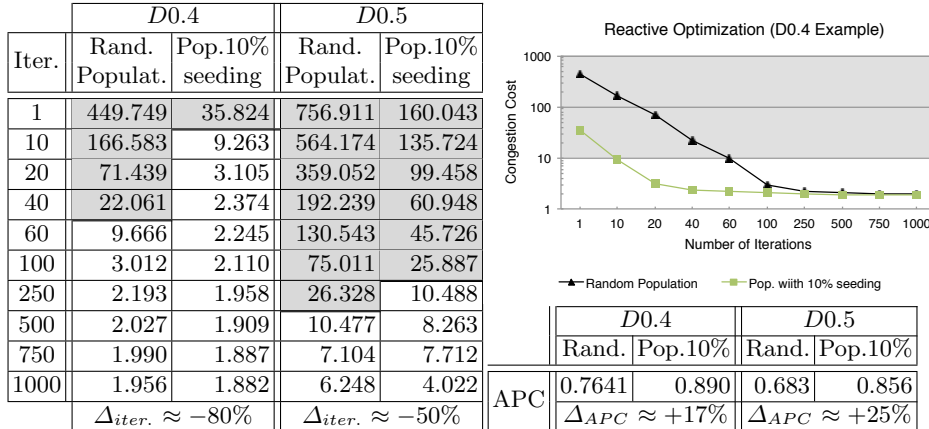 D0.4 D0.5
Iter. Rand. Populat. Pop.10% seeding Rand. Populat. Pop.10% seeding
1 449.749 35.824 756.911 160.043
10 166.583 9.263 564.174 135.724
20 71.439 3.105 359.052 99.458
40 22.061 2.374 192.239 60.948
60 9.666 2.245 130.543 45.726
100 3.012 2.110 75.011 25.887
250 2.193 1.958 26.328 10.488
500 2.027 1.909 10.477 8.263
750 1.990 1.887 7.104 7.712
1000 1.956 1.882 6.248 4.022
Δiter. ≈ −80% Δiter. ≈ −50%
Reactive Optimization (D0.4 Example)
Congestion Cost
1000
100
10
1
1 10 20 40 60 100 250 500 750 1000
Number of Iterations
Random Population Pop. wiith 10% seeding
D0.4 D0.5
Rand. Pop.10% Rand. Pop.10%
APC 0.7641 0.890 0.683 0.856
ΔAPC ≈ +17% ΔAPC ≈ +25%